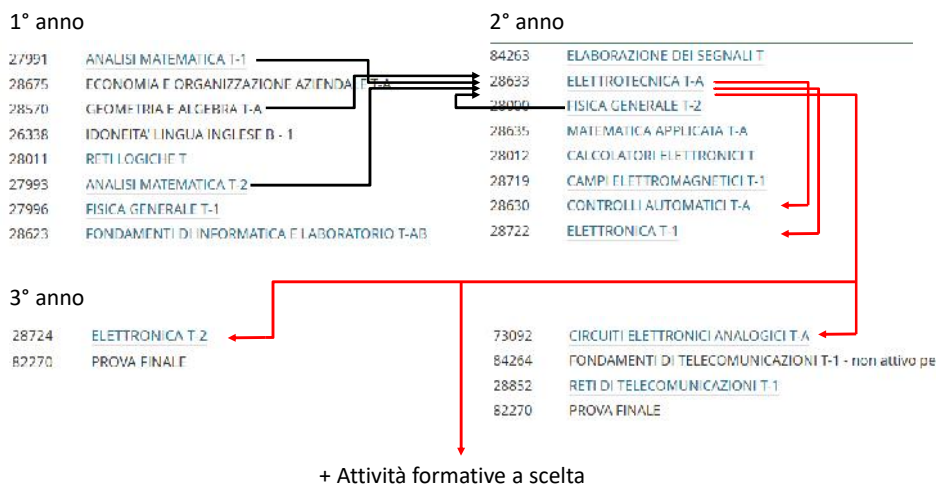 1° anno
27991 ANALISI MATEMATICA T-1
28675 ECONOMIA E ORGANIZZAZIONE AZIENDALE T-A
28570 GEOMETRIA E ALGEBRA T-A
26338 IDONEITA' LINGUA INGLESE B - 1
28011 RETI LOGICHE T
27993 ANALISI MATEMATICA T-2
27996 FISICA GENERALE T-1
28623 FONDAMENTI DI INFORMATICA E LABORATORIO T-AB
2° anno
84263 ELABORAZIONE DEI SEGNALI T
28633 ELETTROTECNICA T-A
FISICA GENERALE T-2
28635 MATEMATICA APPLICATA T-A
28012 CALCOLATORI ELETTRONICI T
28719 CAMPI ELETTROMAGNETICI T-1
28630 CONTROLLI AUTOMATICI T-A
28722 ELETTRONICA T-1
3° anno
28724 ELETTRONICA T-2
82270 PROVA FINALE
73092 CIRCUITI ELETTRONICI ANALOGICI T-A
84264 FONDAMENTI DI TELECOMUNICAZIONI T-1 - non attivo pe
28852 RETI DI TELECOMUNICAZIONI T-1
82270 PROVA FINALE
+ Attività formative a scelta